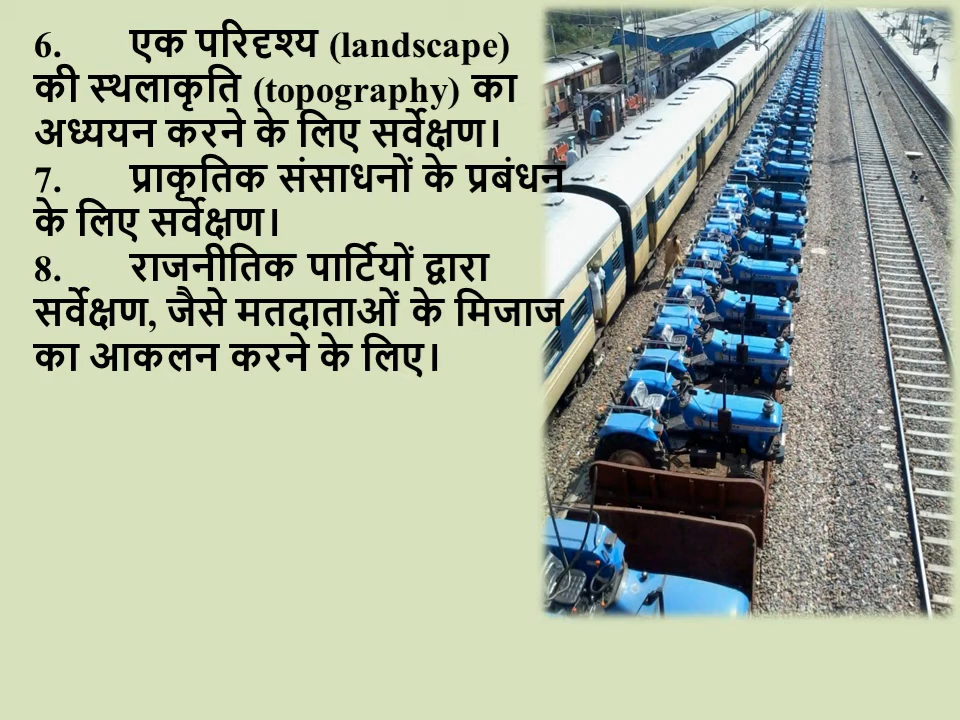 6. एक परिदृश्य (landscape)
की स्थलाकृति (topography) का
अध्ययन करने के लिए सर्वेक्षण।
7. प्राकृतिक संसाधनों के प्रबंधन
के लिए सर्वेक्षण।
8. राजनीतिक पार्टियों द्वारा
सर्वेक्षण, जैसे मतदाताओं के मिजाज
का आकलन करने के लिए।